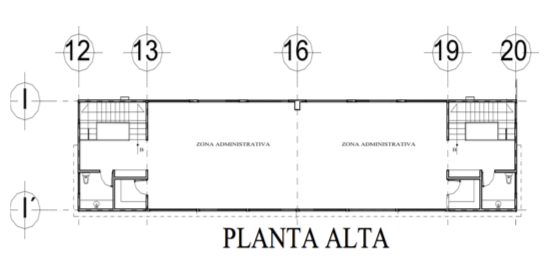 12 13 16 19 20
I
ZONA ADMINISTRATIVA ZONA ADMINISTRATIVA
B B
I'
PLANTA ALTA